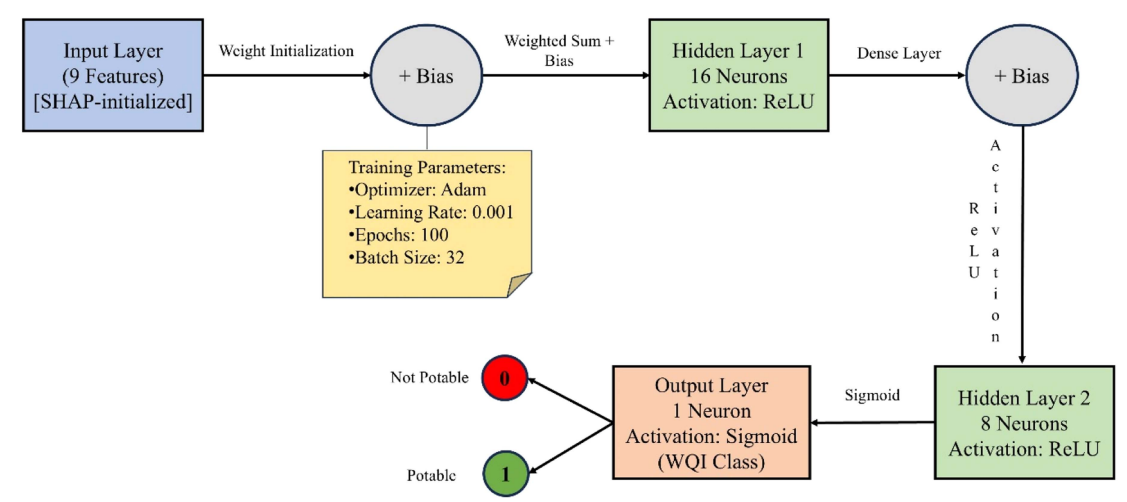 Input Layer
(9 Features)
[SHAP-initialized]
Weight Initialization
+ Bias
Weighted Sum +
Bias
Hidden Layer 1
16 Neurons
Activation: ReLU
Dense Layer
+ Bias
Training Parameters:
•Optimizer: Adam
•Learning Rate: 0.001
•Epochs: 100
•Batch Size: 32
Activation
ReLU
Hidden Layer 2
8 Neurons
Activation: ReLU
Sigmoid
Output Layer
1 Neuron
Activation: Sigmoid
(WQI Class)
Not Potable
0
Potable
1